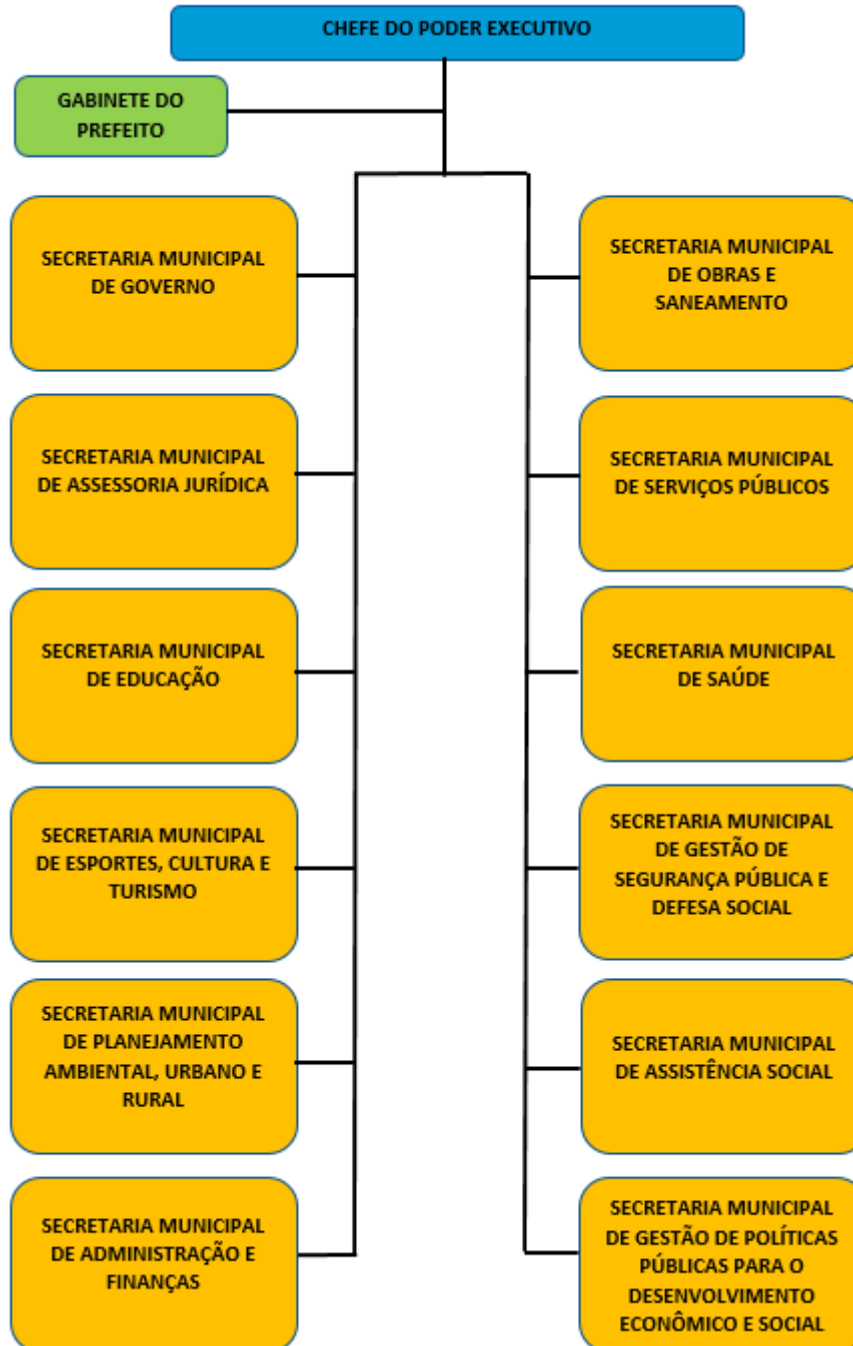 CHEFE DO PODER EXECUTIVO
GABINETE DO
PREFEITO
SECRETARIA MUNICIPAL
DE GOVERNO
SECRETARIA MUNICIPAL
DE OBRAS E
SANEAMENTO
SECRETARIA MUNICIPAL
DE ASSESSORIA JURÍDICA
SECRETARIA MUNICIPAL
DE SERVIÇOS PÚBLICOS
SECRETARIA MUNICIPAL
DE EDUCAÇÃO
SECRETARIA MUNICIPAL
DE SAÚDE
SECRETARIA MUNICIPAL
DE ESPORTES, CULTURA E
TURISMO
SECRETARIA MUNICIPAL
DE GESTÃO DE
SEGURANÇA PÚBLICA E
DEFESA SOCIAL
SECRETARIA MUNICIPAL
DE PLANEJAMENTO
AMBIENTAL, URBANO E
RURAL
SECRETARIA MUNICIPAL
DE ASSISTÊNCIA SOCIAL
SECRETARIA MUNICIPAL
DE ADMINISTRAÇÃO E
FINANÇAS
SECRETARIA MUNICIPAL
DE GESTÃO DE POLÍTICAS
PÚBLICAS PARA O
DESENVOLVIMENTO
ECONÔMICO E SOCIAL